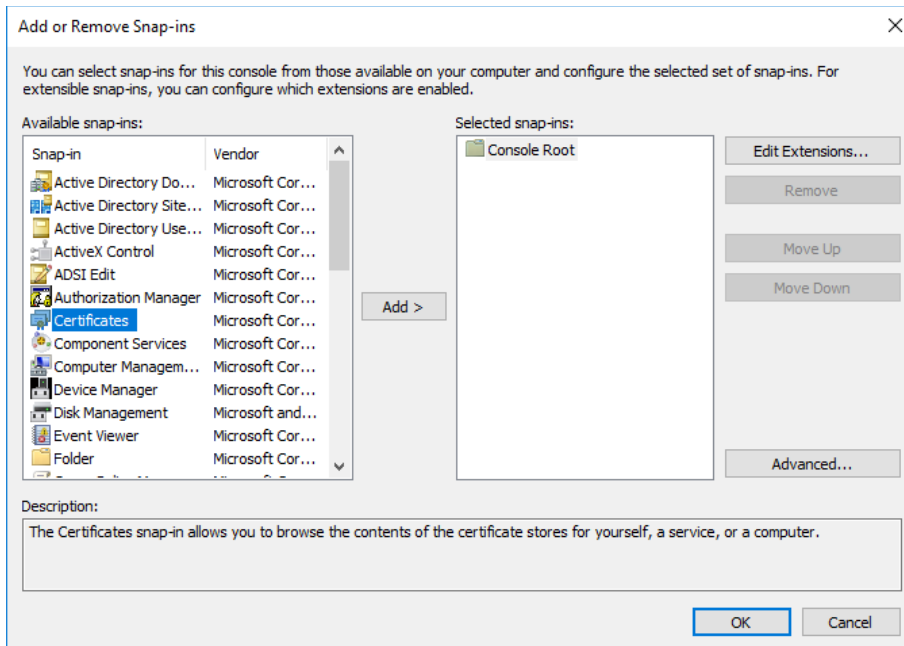 Add or Remove Snap-ins
You can select snap-ins for this console from those available on your computer and configure the selected set of snap-ins. For
extensible snap-ins, you can configure which extensions are enabled.
Available snap-ins:
Selected snap-ins:
Snap-in Vendor
Active Directory Do... Microsoft Cor...
Active Directory Site... Microsoft Cor...
Active Directory Use... Microsoft Cor...
ActiveX Control Microsoft Cor...
ADSI Edit Microsoft Cor...
Authorization Manager Microsoft Cor...
Certificates Microsoft Cor...
Component Services Microsoft Cor...
Computer Managem... Microsoft Cor...
Device Manager Microsoft Cor...
Disk Management Microsoft and...
Event Viewer Microsoft Cor...
Folder Microsoft Cor...
Add >
Console Root
Edit Extensions...
Remove
Move Up
Move Down
Advanced...
Description:
The Certificates snap-in allows you to browse the contents of the certificate stores for yourself, a service, or a computer.
OK
Cancel